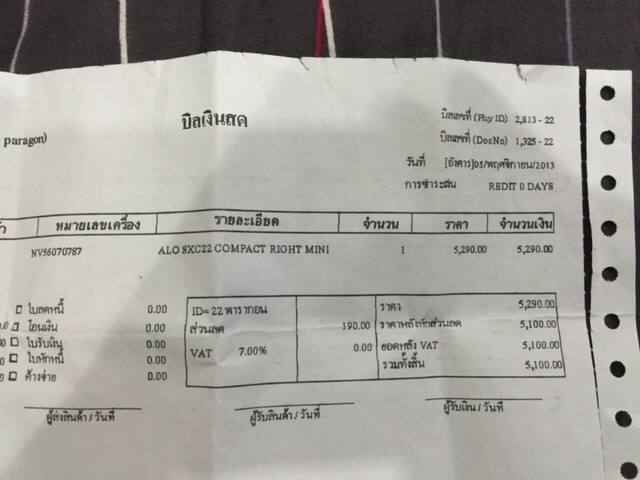 บิลเงินสด
บิลเลขที่ (Phy ID) 2,813 - 22
บิลเลขที่ (DocNo) 1,325 - 22
paragon)
วันที่ [อังคาร]05/พฤศจิกายน/2013
การชำระสน REDIT 0 DAYS
หมายเลขเครื่อง รายละเอียด จำนวน ราคา จำนวนเงิน
NV56070787 ALO 8XC22 COMPACT RIGHT MINI 1 5,290.00 5,290.00
ใบลดหนี้ 0.00 ID= 22 พารากอน ราคา 5,290.00
โอนเงิน 0.00 ส่วนลด 190.00 ราคาหลังหักส่วนลด 5,100.00
ใบรับเงิน 0.00 VAT 7.00% 0.00 ยอดหลัง VAT 5,100.00
ใบหักหนี้ 0.00 รวมทั้งสิ้น 5,100.00
ค้างจ่าย 0.00
ผู้ส่งสินค้า / วันที่ ผู้รับสินค้า / วันที่ ผู้รับเงิน / วันที่